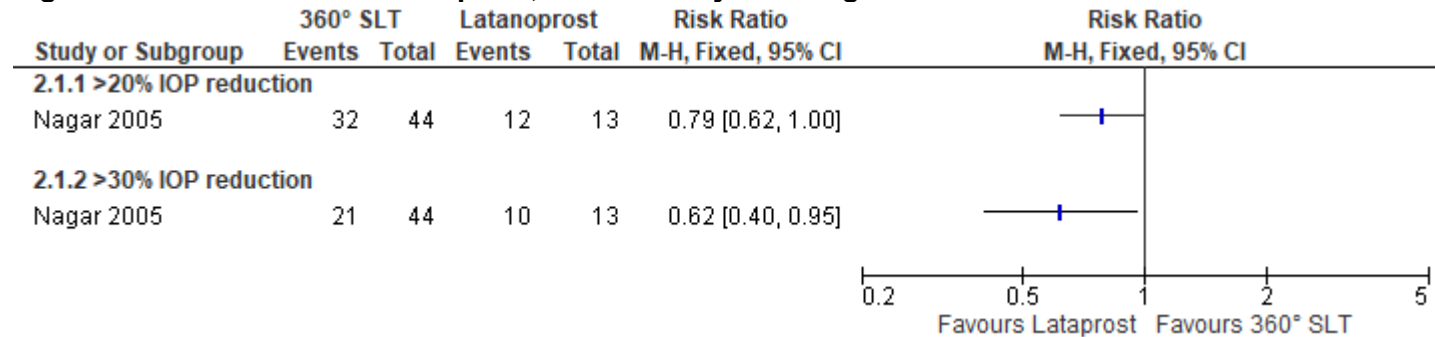 360° SLT Latanoprost Risk Ratio Risk Ratio
Study or Subgroup Events Total Events Total M-H, Fixed, 95% CI M-H, Fixed, 95% CI
2.1.1 >20% IOP reduction
Nagar 2005 32 44 12 13 0.79 [0.62, 1.00]
2.1.2 >30% IOP reduction
Nagar 2005 21 44 10 13 0.62 [0.40, 0.95]
0.2 0.5 1 2 5
Favours Lataprost Favours 360° SLT